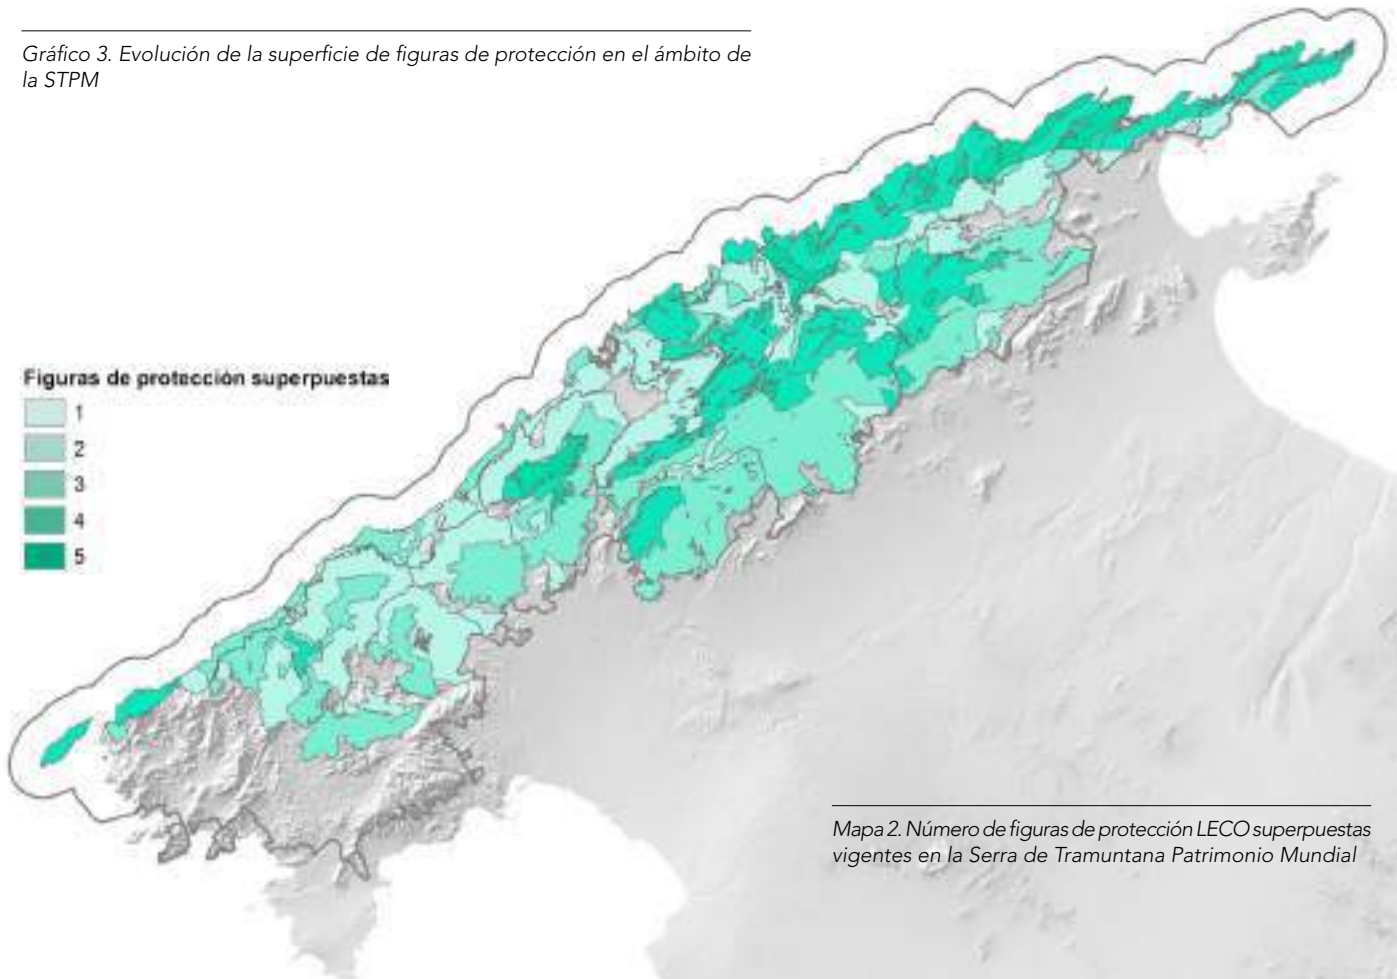 Gráfico 3. Evolución de la superficie de figuras de protección en el ámbito de
la STPM
Figuras de protección superpuestas
1
2
3
4
5
Mapa 2. Número de figuras de protección LECO superpuestas
vigentes en la Serra de Tramuntana Patrimonio Mundial